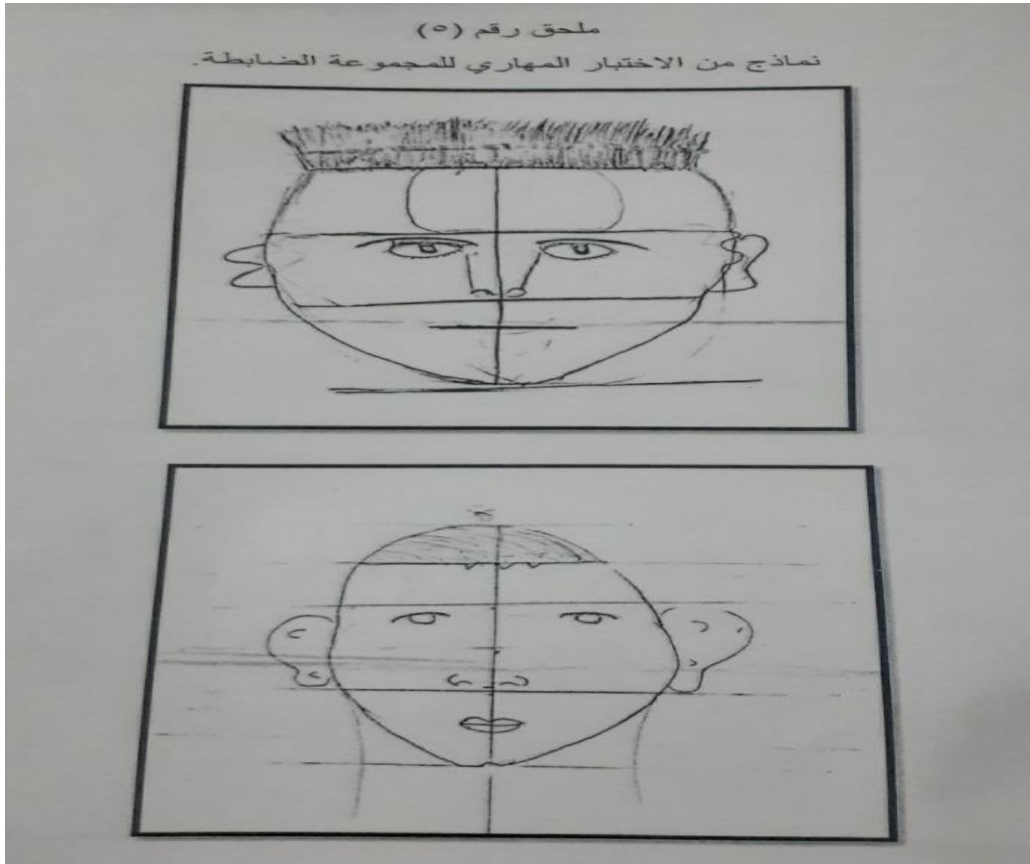 ملحق رقم (٥)
نماذج من الاختبار المهاري للمجموعة الضابطة.